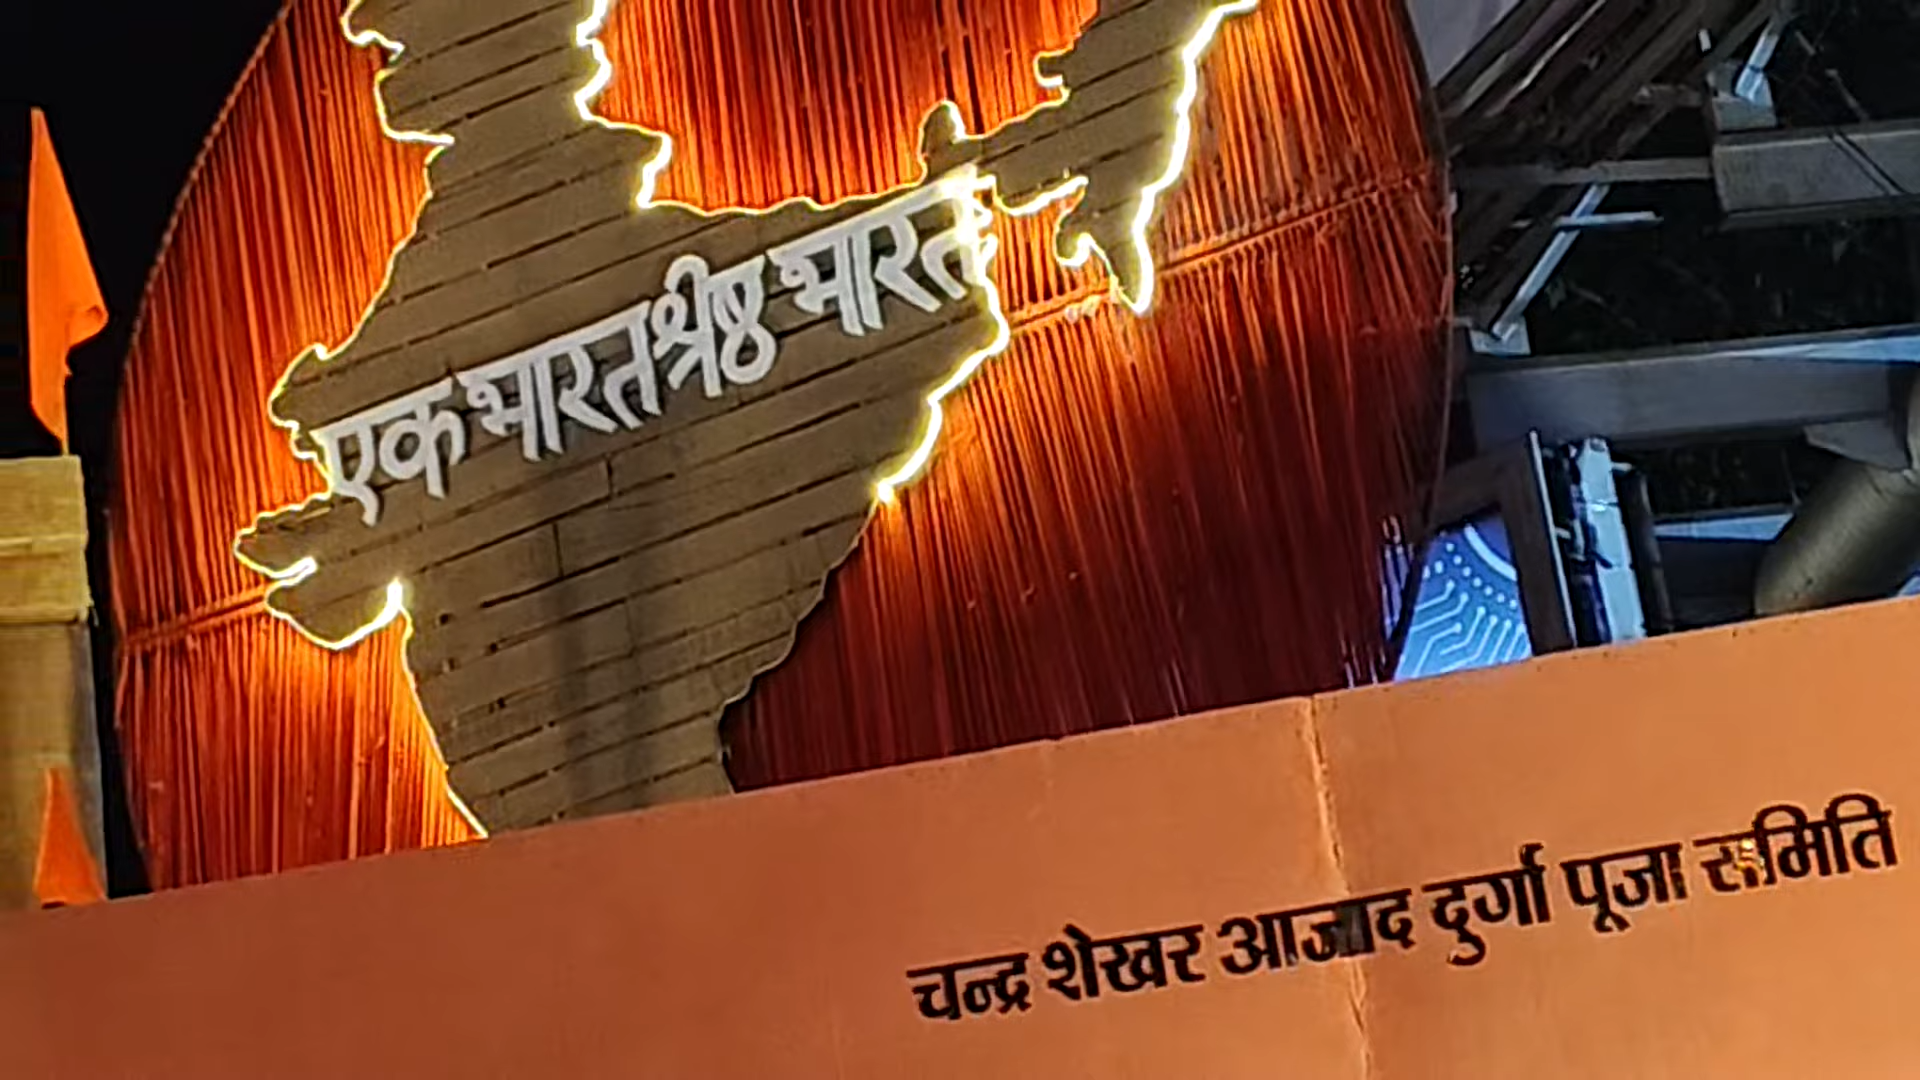 एक भारत श्रेष्ठ भारत
चन्द्र शेखर आजाद दुर्गा पूजा समिति